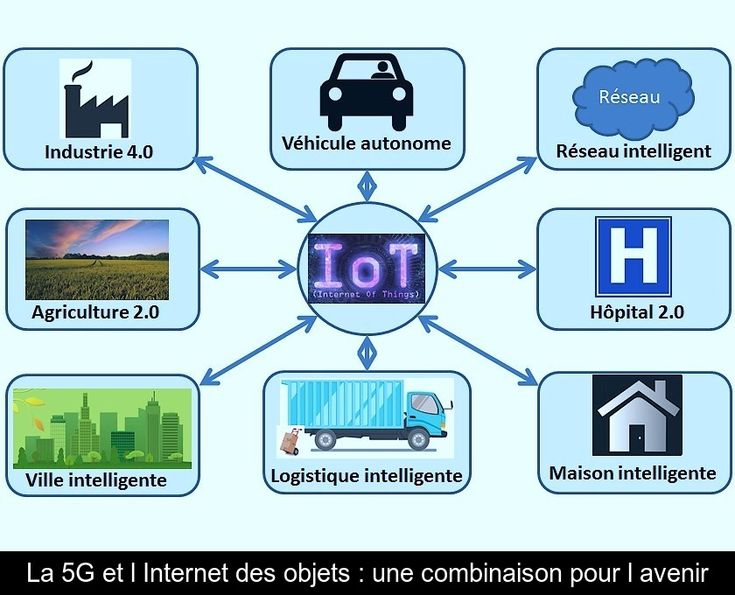 Industrie 4.0
Véhicule autonome
Réseau
Réseau intelligent
Agriculture 2.0
IoT
(Internet Of Things)
H
Hôpital 2.0
Ville intelligente
Logistique intelligente
Maison intelligente
La 5G et l Internet des objets : une combinaison pour l avenir